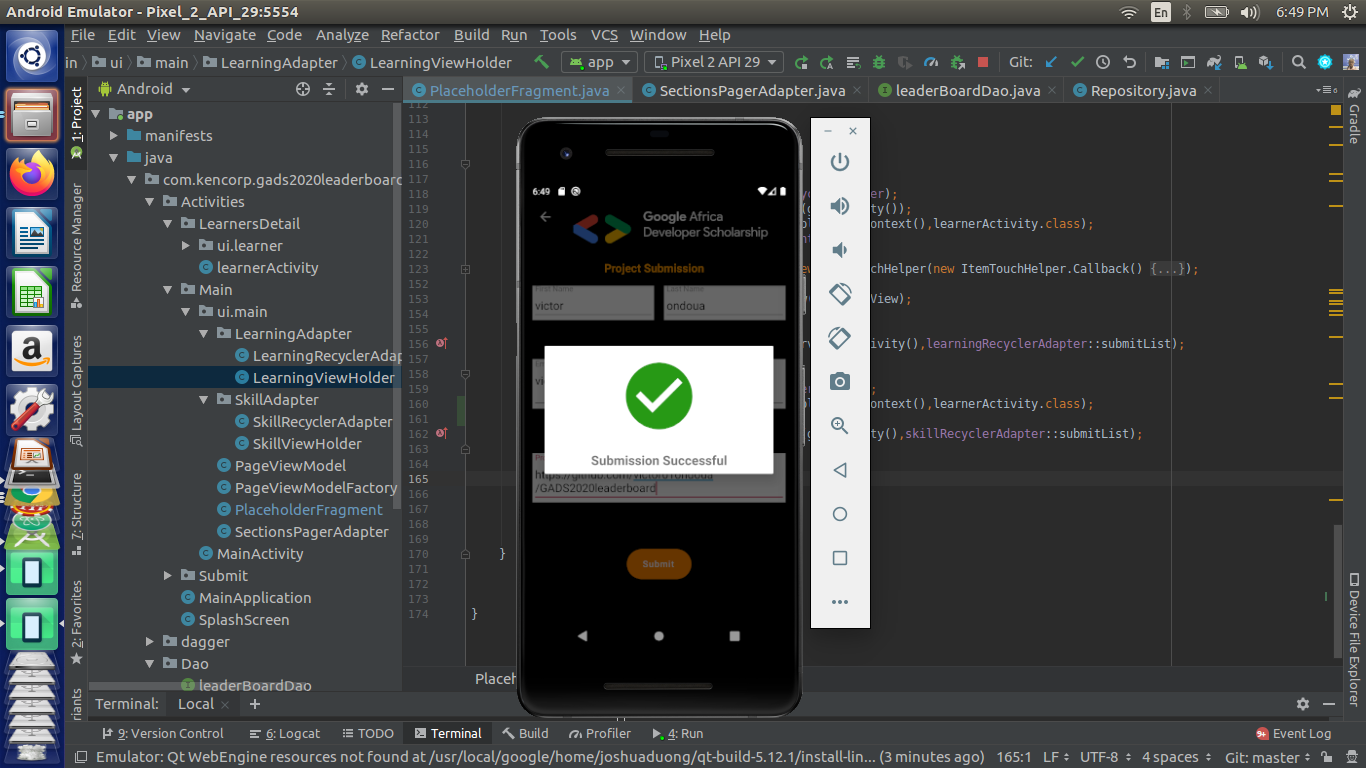 Android Emulator - Pixel_2_API_29:5554
En
6:49 PM
File Edit View Navigate Code Analyze Refactor Build Run Tools VCS Window Help
in ui main LearningAdapter LearningViewHolder
app
Pixel 2 API 29
Git:
Android
PlaceholderFragment.java
SectionsPagerAdapter.java
leaderBoardDao.java
Repository.java
1: Project
Resource Manager
Layout Captures
7: Structure
2: Favorites
Gradle
Device File Explorer
app
manifests
java
com.kencorp.gads2020leaderboard
Activities
LearnersDetail
ui.learner
learnerActivity
Main
ui.main
LearningAdapter
LearningRecyclerAdap
LearningViewHolder
SkillAdapter
SkillRecyclerAdapter
SkillViewHolder
PageViewModel
PageViewModelFactory
PlaceholderFragment
SectionsPagerAdapter
MainActivity
Submit
MainApplication
SplashScreen
dagger
Dao
leaderBoardDao
112
113
114
115
116
117
118
119
120
121
122
123
152
153
154
155
156
157
158
159
160
161
162
163
164
165
166
167
168
169
170
171
172
173
174
er);
ty());
ontext(),learnerActivity.class);
chHelper(new ItemTouchHelper.Callback() {...});
View);
ivity(),learningRecyclerAdapter::submitList);
;
ontext(),learnerActivity.class);
ty(),skillRecyclerAdapter::submitList);
}
}
6:49
Google Africa
Developer Scholarship
Project Submission
First Name
victor
Last Name
ondoua
Submission Successful
/GADS2020leaderboard
Submit
Placeh
Terminal: Local
9: Version Control 6: Logcat TODO Terminal Build Profiler 4: Run
9+ Event Log
Emulator: Qt WebEngine resources not found at /usr/local/google/home/joshuaduong/qt-build-5.12.1/install-lin... (3 minutes ago)
165:1 LF UTF-8 4 spaces Git: master